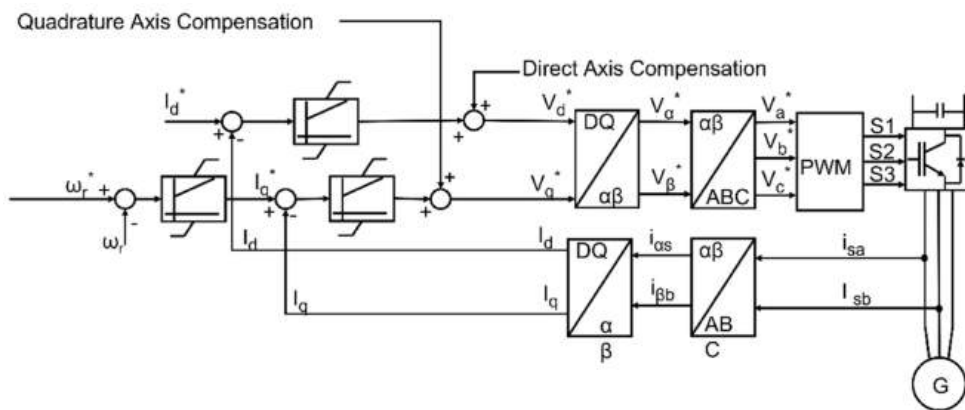 Quadrature Axis Compensation
Direct Axis Compensation
I_d^*
+
-
+
+
V_d^*
DQ
αβ
V_α^*
V_β^*
αβ
ABC
V_a^*
V_b^*
V_c^*
PWM
S1
S2
S3
ω_r^*
+
-
ω_r
I_q^*
+
-
+
+
V_q^*
I_d
I_d
I_q
I_q
DQ
α
β
i_αs
i_βb
αβ
AB
C
i_sa
I_sb
G